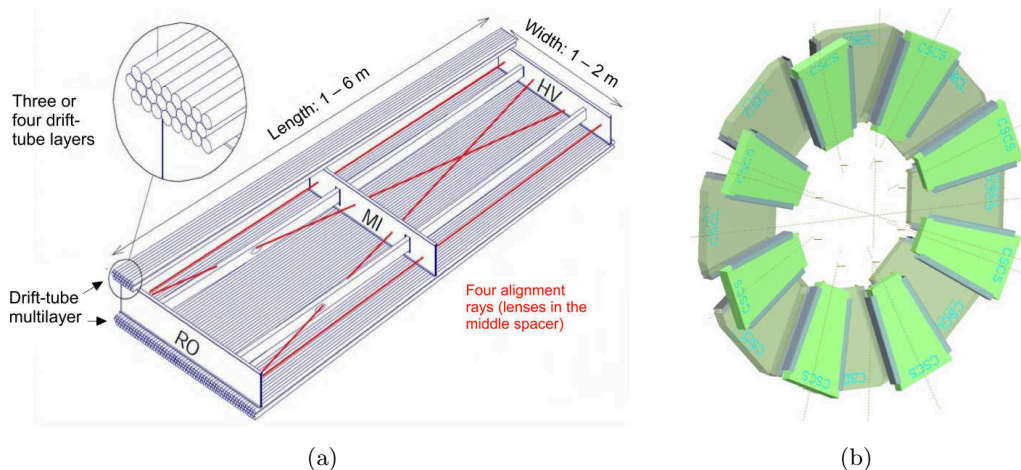 Three or
four drift-
tube layers
Length: 1 – 6 m
Width: 1 – 2 m
HV
MI
Drift-tube
multilayer
RO
Four alignment
rays (lenses in the
middle spacer)
(a)
CSCS
CSCS
CSCS
CSCS
CSCS
CSCS
CSCS
(b)